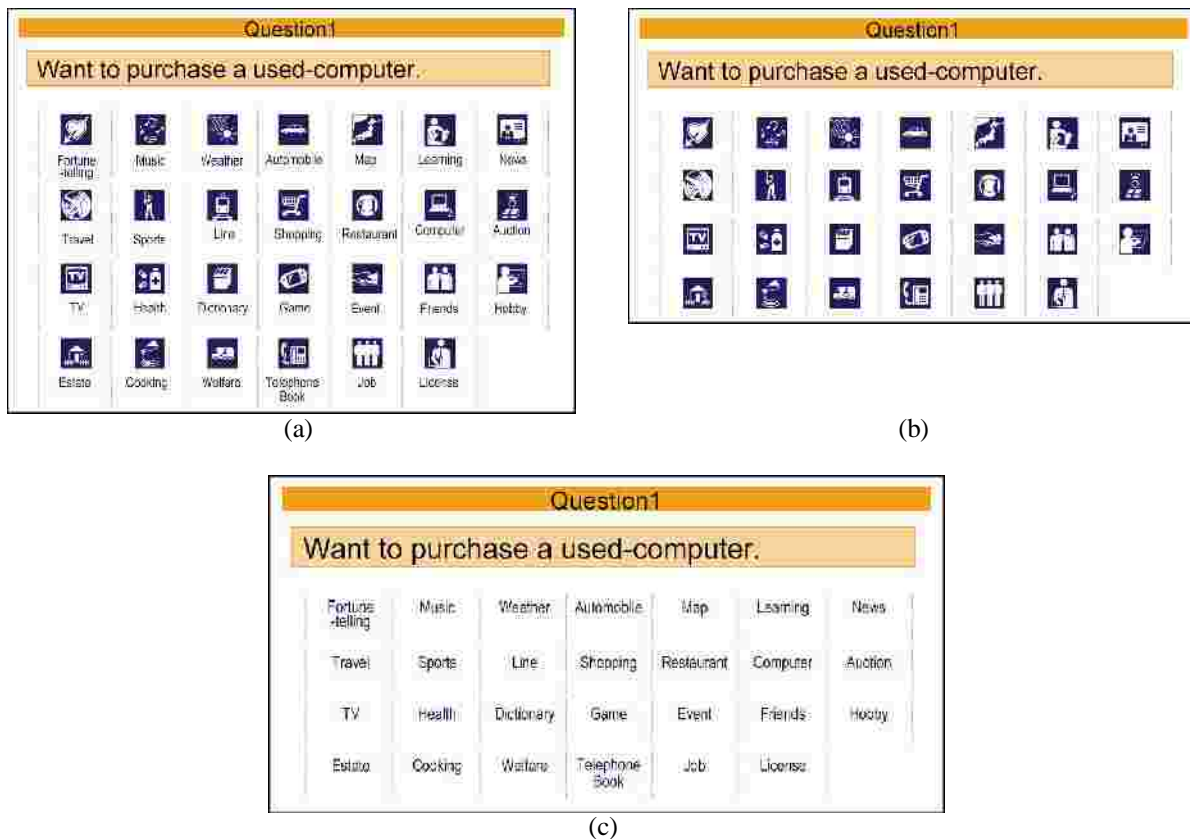 Question1
Want to purchase a used-computer.
Fortune Music Weather Automobile Map Learning News
-telling
Travel Sports Line Shopping Restaurant Computer Auction
TV Health Dictionary Game Event Friends Hobby
TV
Estate Cooking Welfare Telephone Job License
Book
(a)
Question1
Want to purchase a used-computer.
TV
(b)
Question1
Want to purchase a used-computer.
Fortune Music Weather Automobile Map Learning News
-telling
Travel Sports Line Shopping Restaurant Computer Auction
TV Health Dictionary Game Event Friends Hobby
Estate Cooking Welfare Telephone Job License
Book
(c)